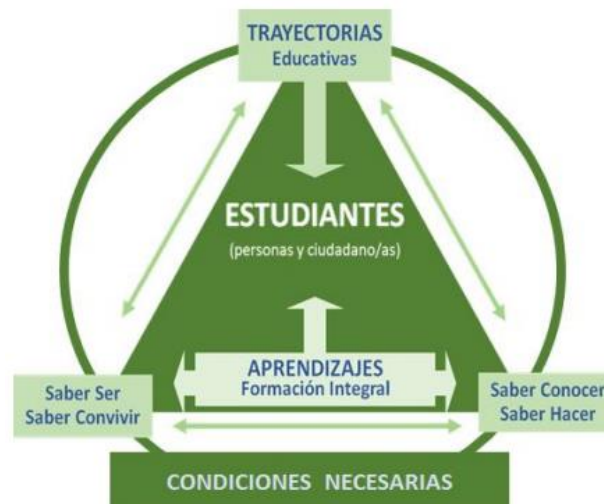 TRAYECTORIAS
Educativas
ESTUDIANTES
(personas y ciudadano/as)
APRENDIZAJES
Formación Integral
Saber Ser
Saber Convivir
Saber Conocer
Saber Hacer
CONDICIONES NECESARIAS